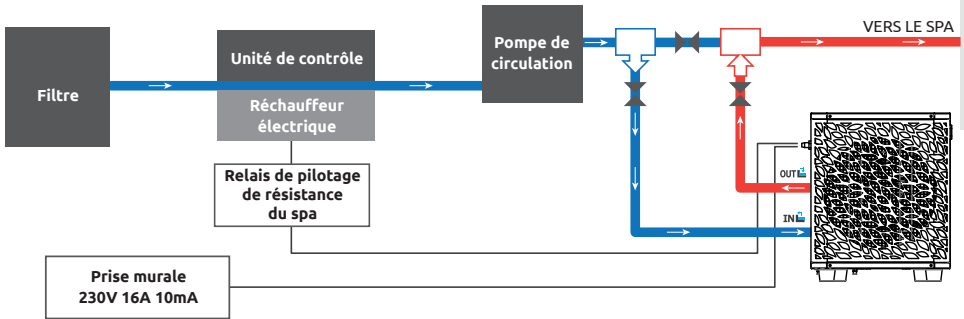 VERS LE SPA
Pompe de
circulation
Unité de contrôle
Filtre
Réchauffeur
électrique
Relais de pilotage
de résistance
du spa
OUT
IN
Prise murale
230V 16A 10mA